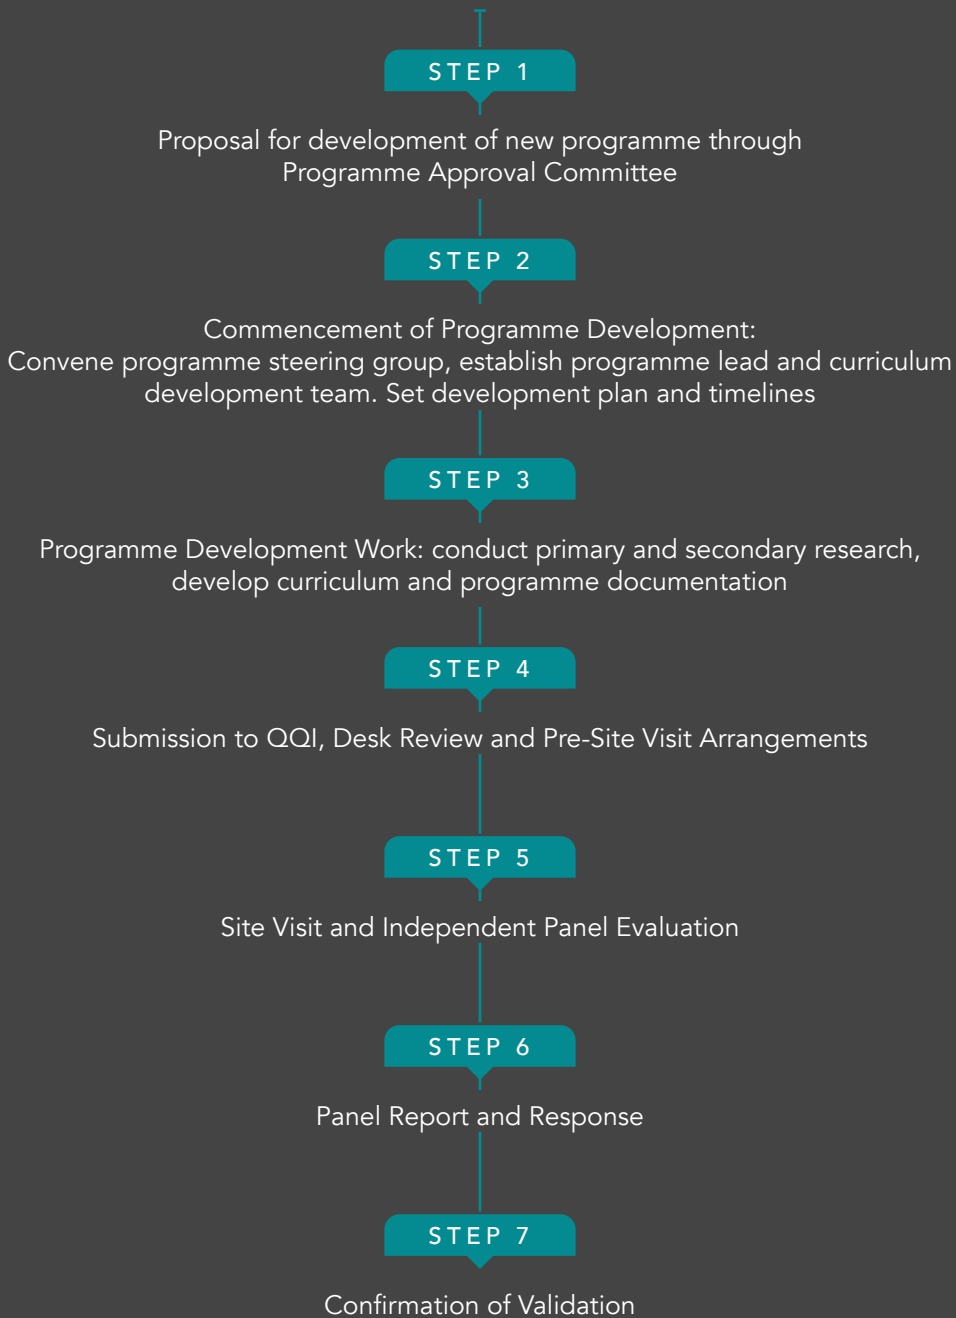 STEP 1
Proposal for development of new programme through
Programme Approval Committee
STEP 2
Commencement of Programme Development:
Convene programme steering group, establish programme lead and curriculum
development team. Set development plan and timelines
STEP 3
Programme Development Work: conduct primary and secondary research,
develop curriculum and programme documentation
STEP 4
Submission to QQI, Desk Review and Pre-Site Visit Arrangements
STEP 5
Site Visit and Independent Panel Evaluation
STEP 6
Panel Report and Response
STEP 7
Confirmation of Validation